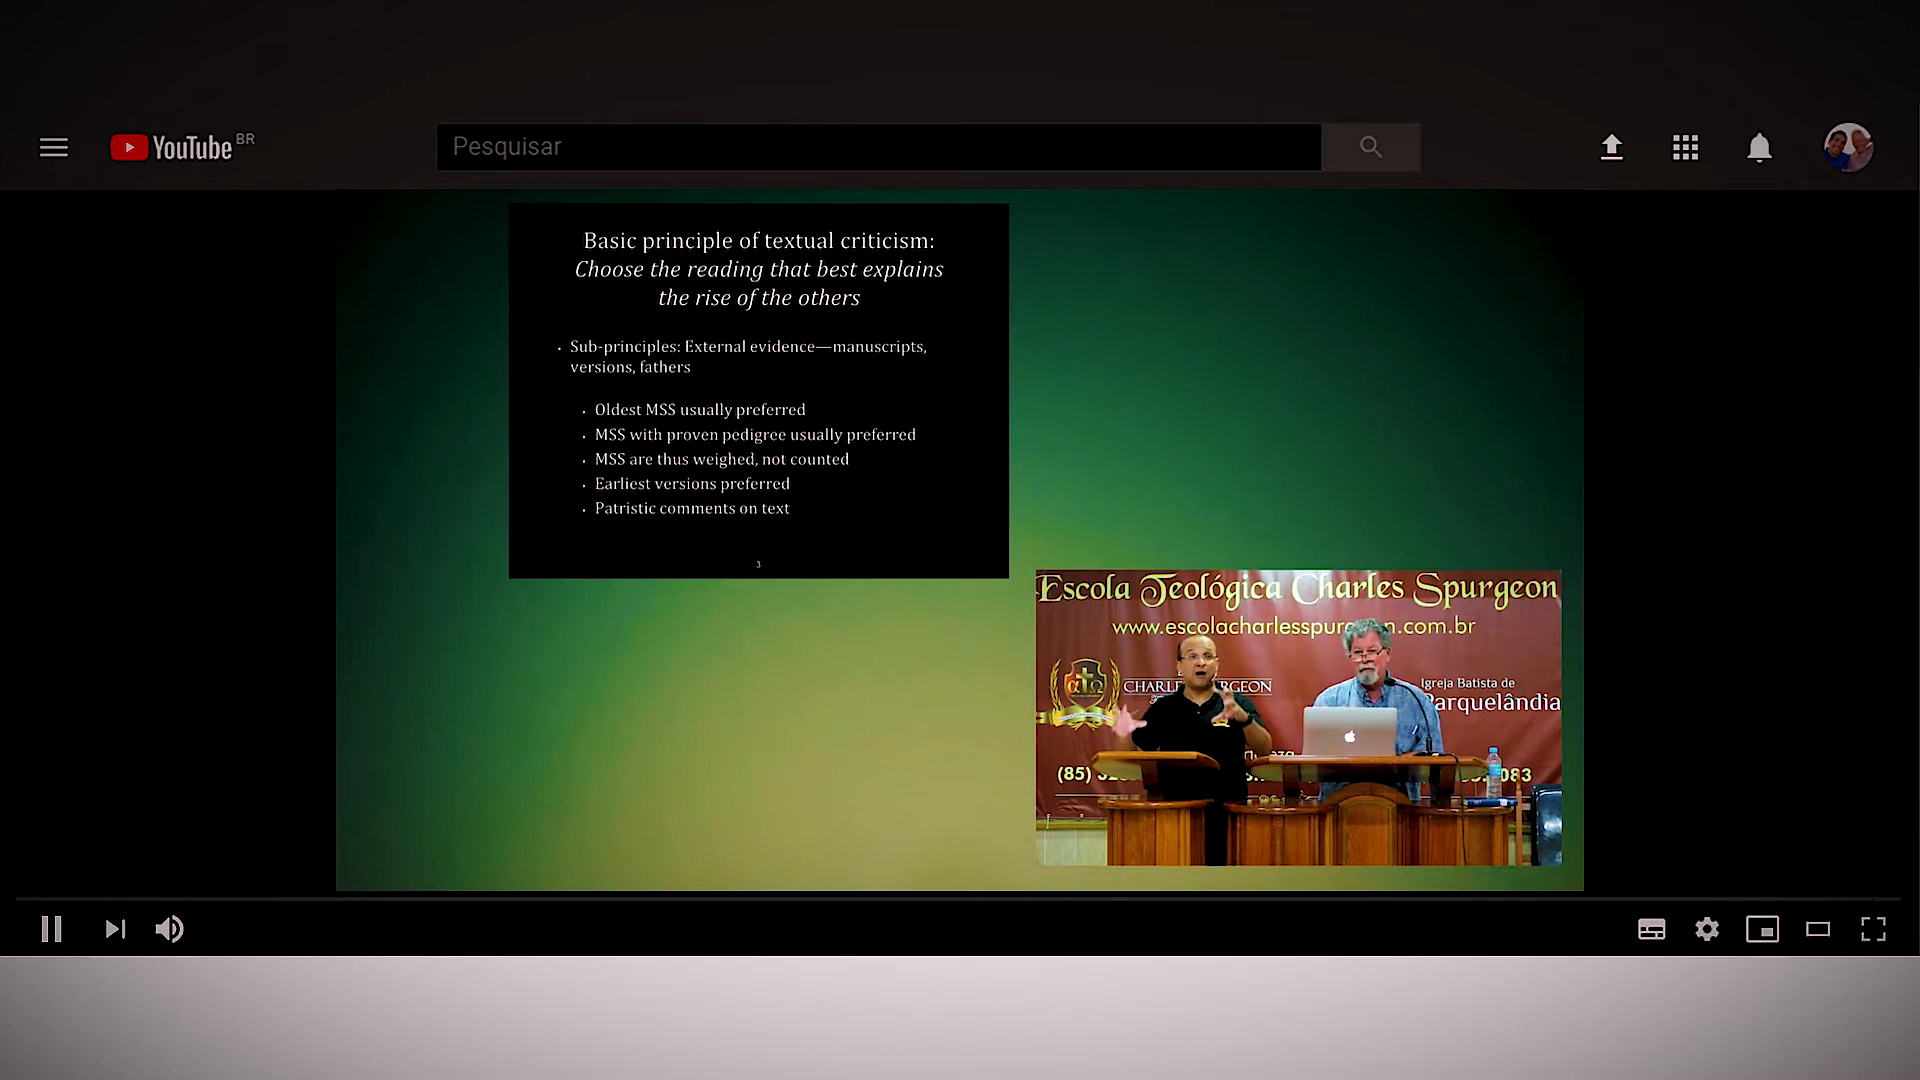 YouTube BR
Pesquisar
Basic principle of textual criticism:
Choose the reading that best explains
the rise of the others
• Sub-principles: External evidence—manuscripts,
versions, fathers
• Oldest MSS usually preferred
• MSS with proven pedigree usually preferred
• MSS are thus weighed, not counted
• Earliest versions preferred
• Patristic comments on text
3
Escola Teológica Charles Spurgeon
www.escolacharlesspur n.com.br
αΩ
Igreja Batista de
arquelândia
(85)
083